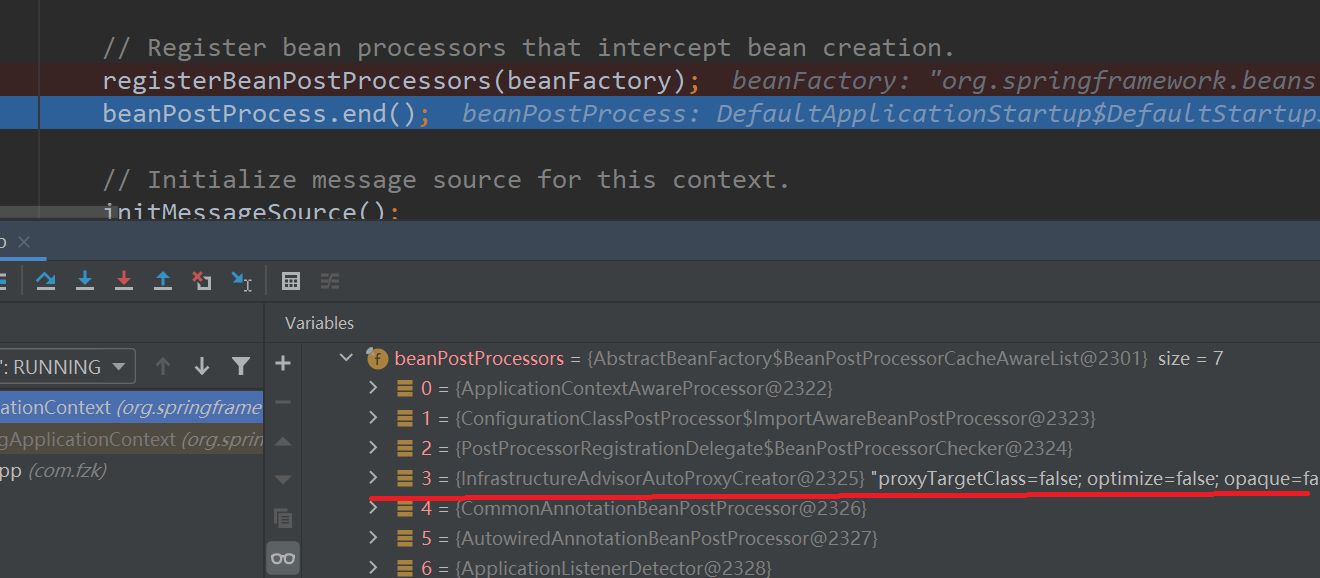 // Register bean processors that intercept bean creation.
registerBeanPostProcessors(beanFactory); beanFactory: "org.springframework.beans
beanPostProcess.end(); beanPostProcess: DefaultApplicationStartup$DefaultStartupS
// Initialize message source for this context.
initMessageSource();
Variables
": RUNNING
beanPostProcessors = {AbstractBeanFactory$BeanPostProcessorCacheAwareList@2301} size = 7
0 = {ApplicationContextAwareProcessor@2322}
ationContext (org.springframe
1 = {ConfigurationClassPostProcessor$ImportAwareBeanPostProcessor@2323}
gApplicationContext (org.sprin
2 = {PostProcessorRegistrationDelegate$BeanPostProcessorChecker@2324}
pp (com.fzk)
3 = {InfrastructureAdvisorAutoProxyCreator@2325} "proxyTargetClass=false; optimize=false; opaque=fa
4 = {CommonAnnotationBeanPostProcessor@2326}
5 = {AutowiredAnnotationBeanPostProcessor@2327}
6 = {ApplicationListenerDetector@2328}